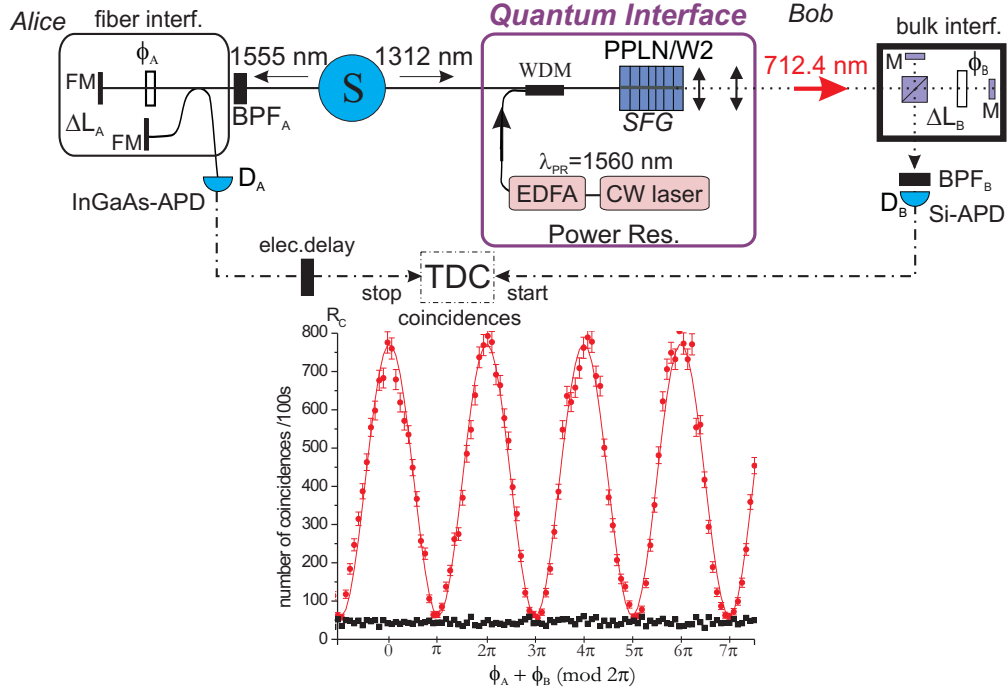 Alice
fiber interf.
Quantum Interface
Bob
bulk interf.
ϕA
1555 nm
1312 nm
PPLN/W2
WDM
712.4 nm
M
ϕB
FM
S
BPFA
SFG
M
ΔLA
FM
ΔLB
λPR=1560 nm
DA
EDFA
CW laser
BPFB
InGaAs-APD
DB
Si-APD
Power Res.
elec.delay
TDC
stop
start
coincidences
RC
800
700
600
500
400
300
200
100
0
number of coincidences /100s
0
π
2π
3π
4π
5π
6π
7π
ϕA + ϕB (mod 2π)